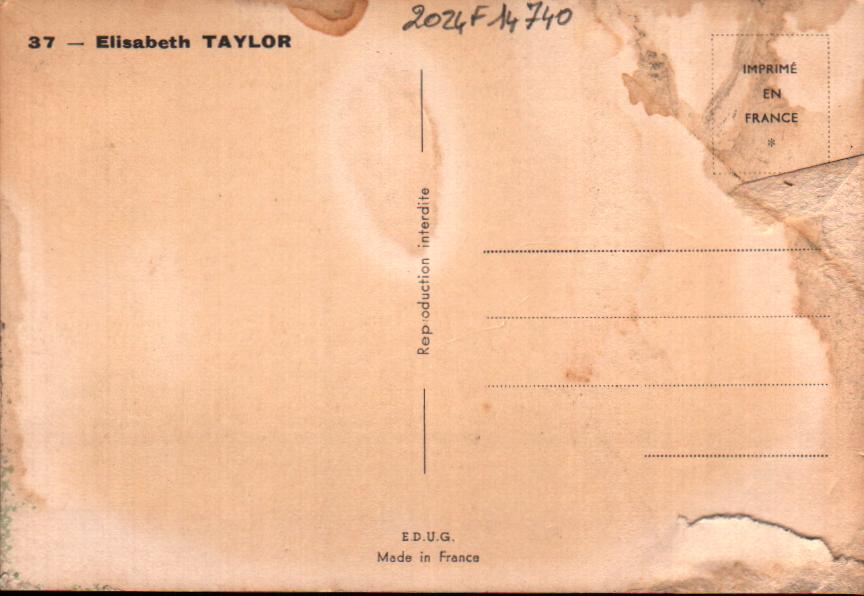 2024F14740
37 — Elisabeth TAYLOR
IMPRIMÉ
EN
FRANCE
*
Reproduction interdite
E.D.U.G.
Made in France